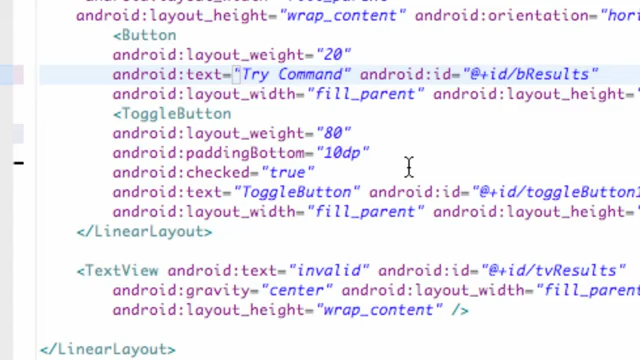 android:layout_height="wrap_content" android:orientation="hori
<Button
android:layout_weight="20"
android:text="Try Command" android:id="@+id/bResults"
android:layout_width="fill_parent" android:layout_height="
<ToggleButton
android:layout_weight="80"
android:paddingBottom="10dp"
android:checked="true"
android:text="ToggleButton" android:id="@+id/toggleButton1
android:layout_width="fill_parent" android:layout_height="
</LinearLayout>
<TextView android:text="invalid" android:id="@+id/tvResults"
android:gravity="center" android:layout_width="fill_parent
android:layout_height="wrap_content" />
</LinearLayout>